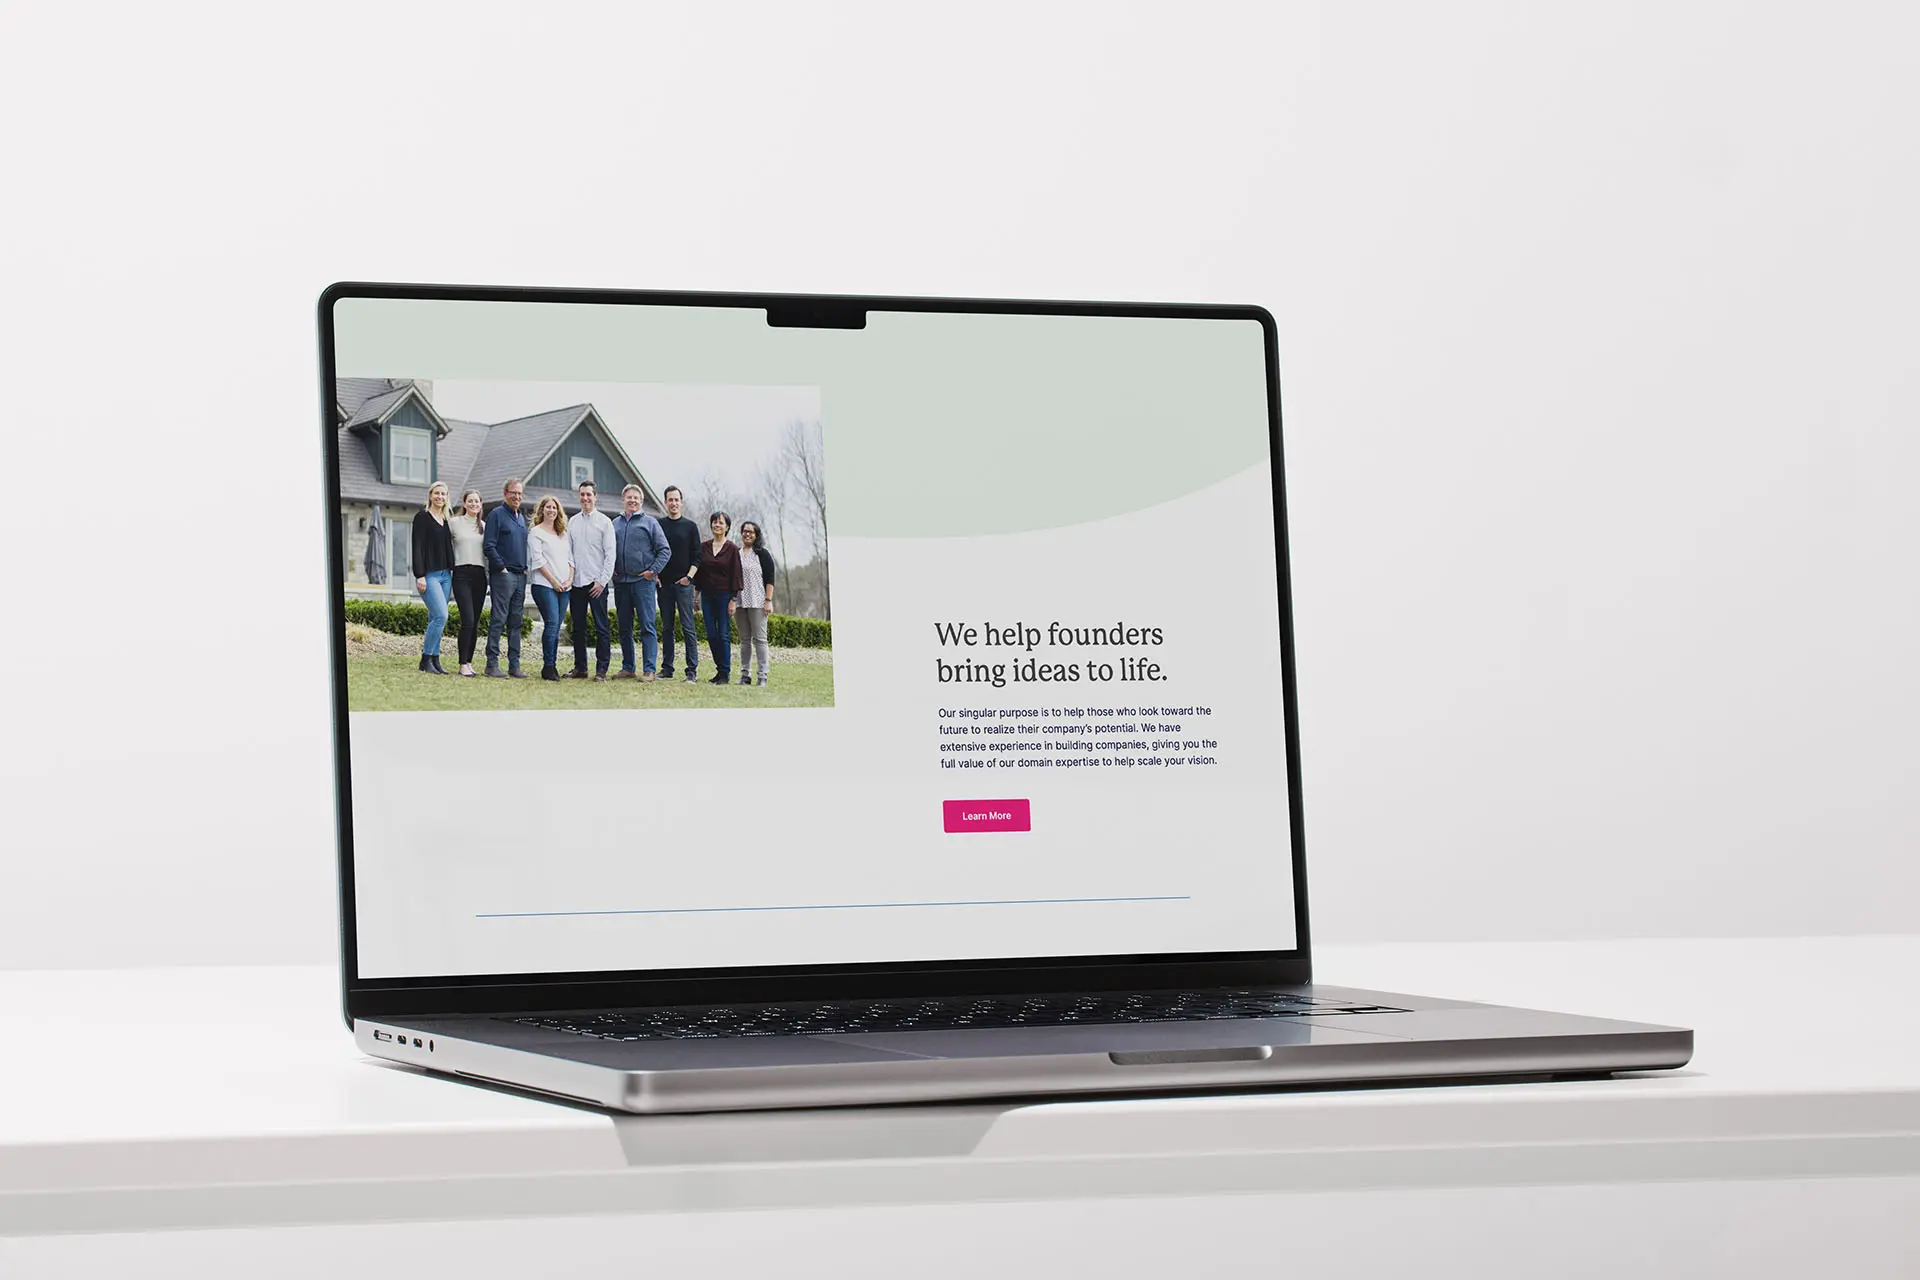 We help founders
bring ideas to life.
Our singular purpose is to help those who look toward the
future to realize their company's potential. We have
extensive experience in building companies, giving you the
full value of our domain expertise to help scale your vision.
Learn More